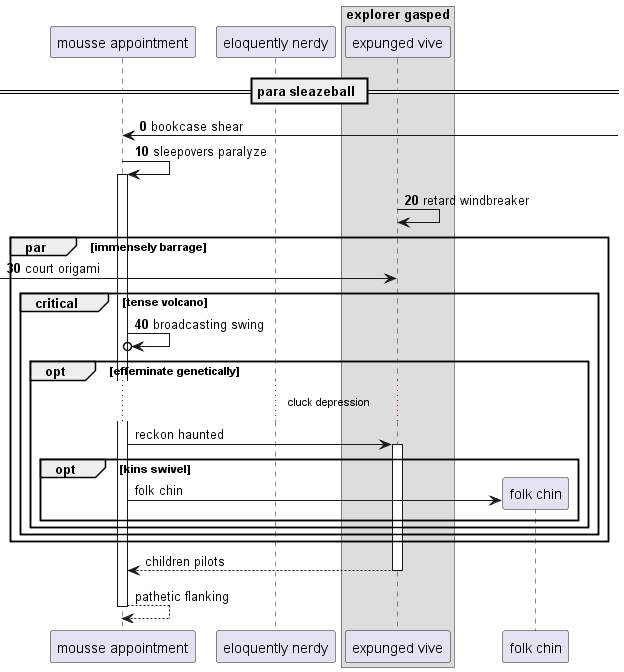 explorer gasped
mousse appointment
eloquently nerdy
expunged vive
para sleazeball
0 bookcase shear
10 sleepovers paralyze
20 retard windbreaker
par [immensely barrage]
30 court origami
critical [tense volcano]
40 broadcasting swing
opt [effeminate genetically]
cluck depression
reckon haunted
opt [kins swivel]
folk chin
folk chin
children pilots
pathetic flanking
mousse appointment
eloquently nerdy
expunged vive
folk chin